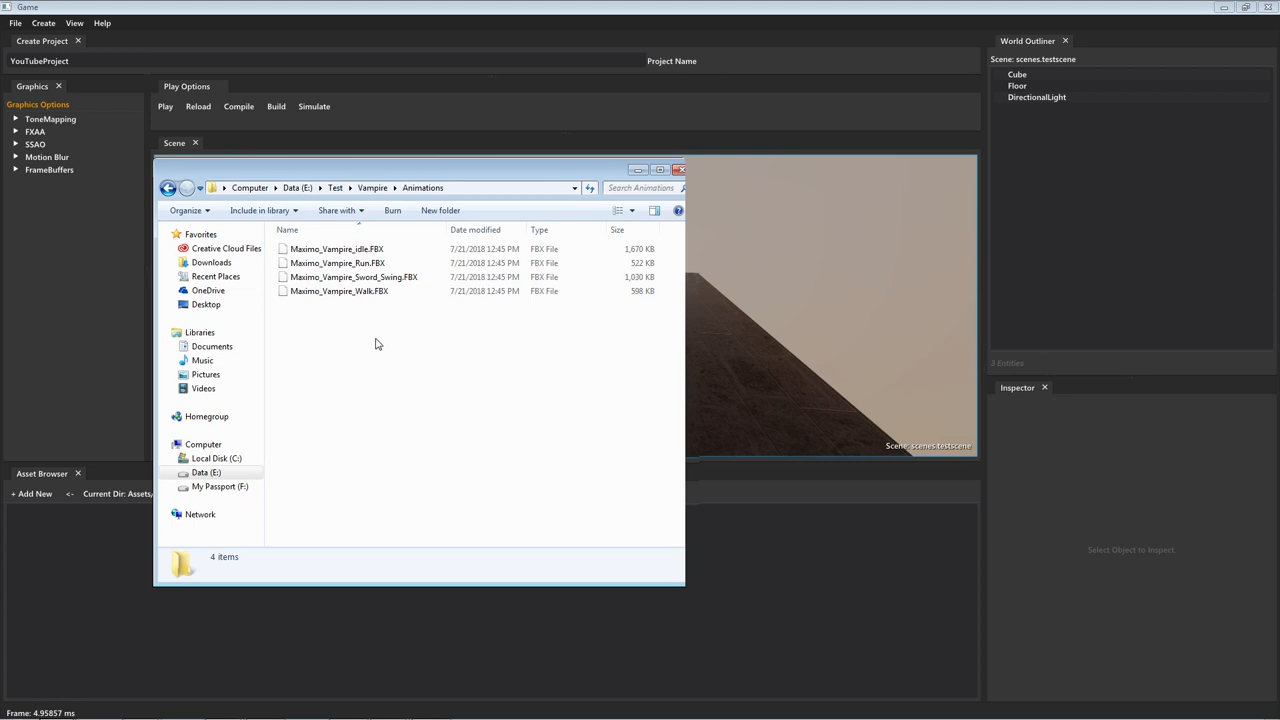 Game
File Create View Help
Create Project
World Outliner
YouTubeProject Project Name
Scene: scenes.testscene
Cube
Floor
DirectionalLight
3 Entities
Graphics
Graphics Options
ToneMapping
FXAA
SSAO
Motion Blur
FrameBuffers
Play Options
Play Reload Compile Build Simulate
Scene
Computer Data (E:) Test Vampire Animations
Search Animations
Organize Include in library Share with Burn New folder
Favorites
Creative Cloud Files
Downloads
Recent Places
OneDrive
Desktop
Libraries
Documents
Music
Pictures
Videos
Homegroup
Computer
Local Disk (C:)
Data (E:)
My Passport (F:)
Network
Name Date modified Type Size
Maximo_Vampire_idle.FBX 7/21/2018 12:45 PM FBX File 1,670 KB
Maximo_Vampire_Run.FBX 7/21/2018 12:45 PM FBX File 522 KB
Maximo_Vampire_Sword_Swing.FBX 7/21/2018 12:45 PM FBX File 1,030 KB
Maximo_Vampire_Walk.FBX 7/21/2018 12:45 PM FBX File 598 KB
4 items
Scene: scenes.testscene
Inspector
Select Object to Inspect.
Asset Browser
+ Add New <- Current Dir: Assets/
Frame: 4.95857 ms